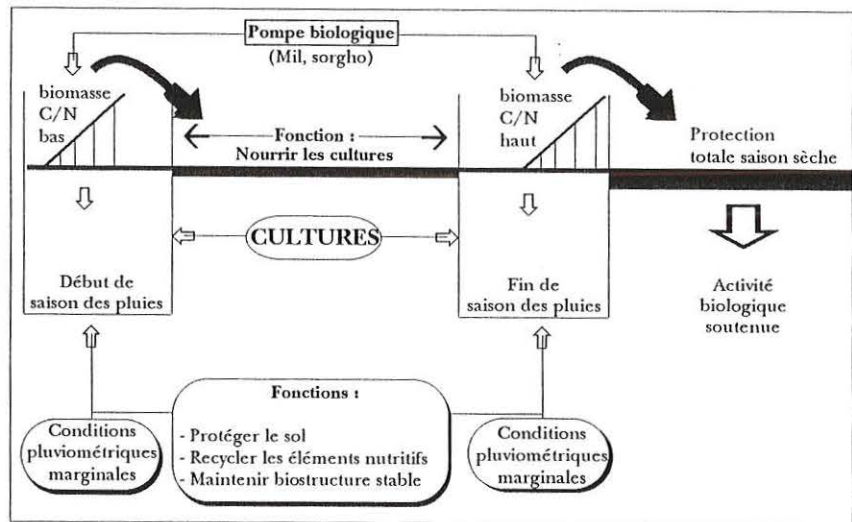 Pompe biologique
(Mil, sorgho)
biomasse
C/N
bas
Fonction :
Nourrir les cultures
biomasse
C/N
haut
Protection
totale saison sèche
CULTURES
Début de
saison des pluies
Fin de
saison des pluies
Activité
biologique
soutenue
Fonctions :
- Protéger le sol
- Recycler les éléments nutritifs
- Maintenir biostructure stable
Conditions
pluviométriques
marginales
Conditions
pluviométriques
marginales